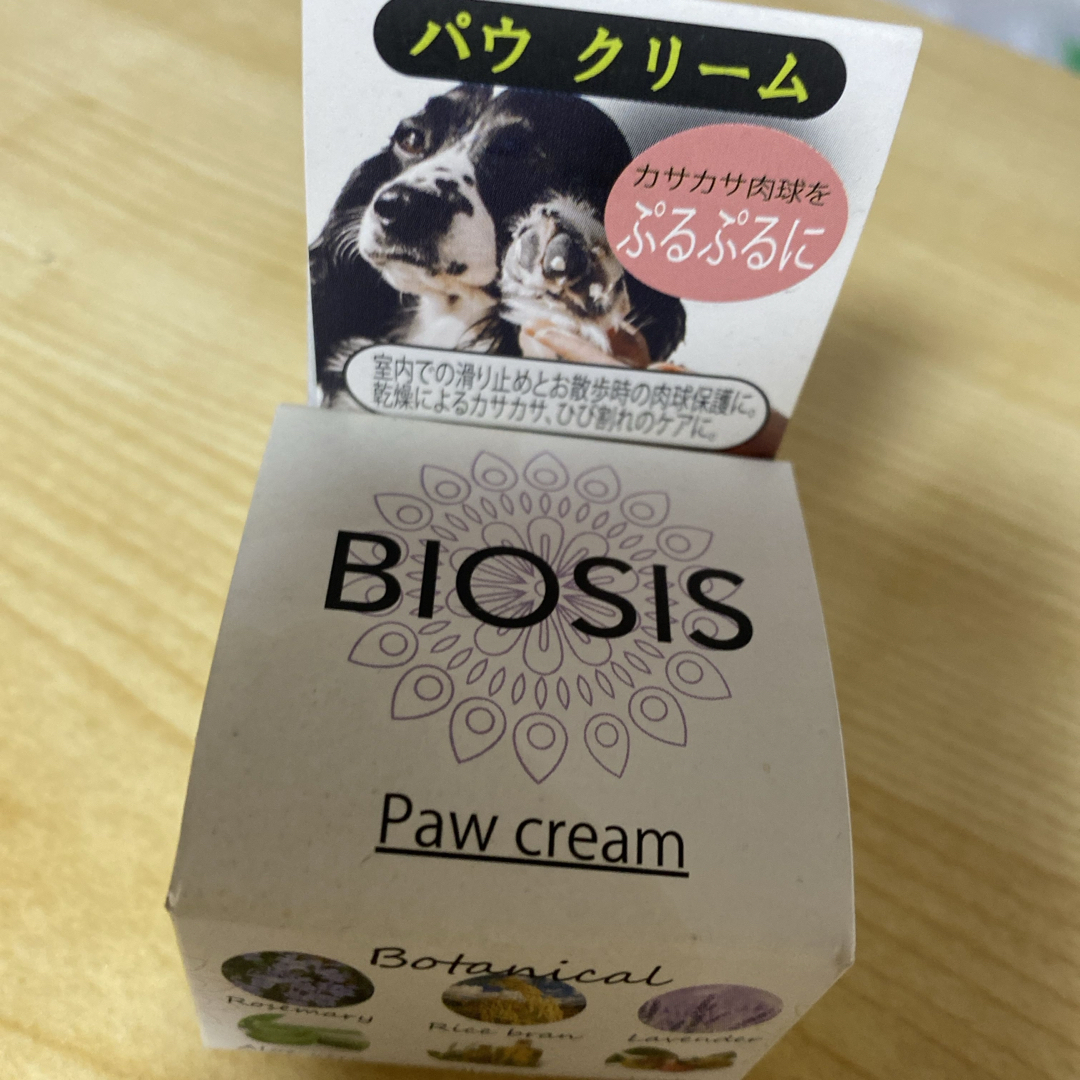 パウ クリーム
カサカサ肉球を
ぷるぷるに
室内での滑り止めとお散歩時の肉球保護に。
乾燥によるカサカサ、ひび割れのケアに。
BIOSIS
Paw cream
Botanical
Rosemary
Rice bran
Lavender